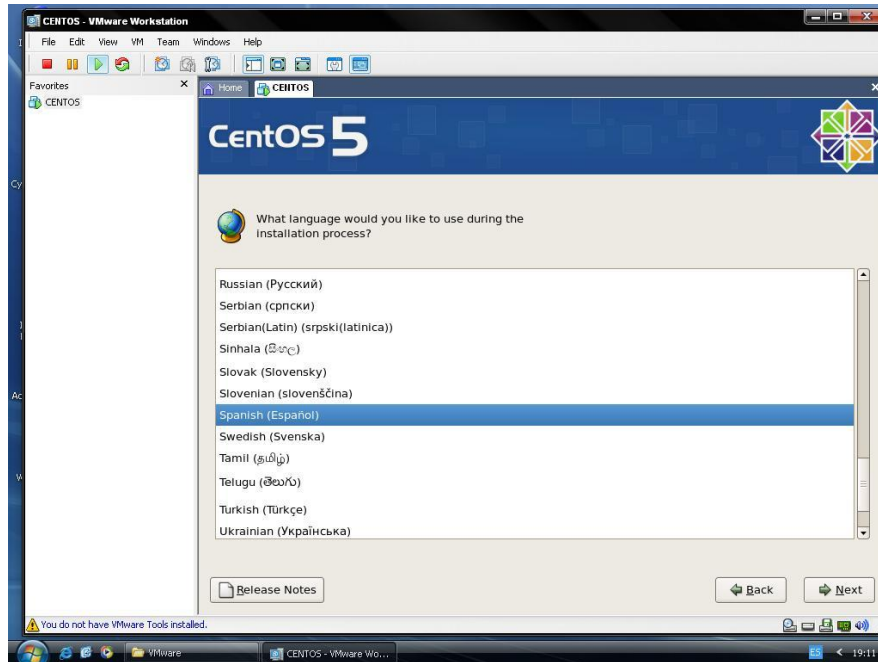 CENTOS - VMware Workstation
File Edit View VM Team Windows Help
Favorites
CENTOS
Home CENTOS
CentOS 5
What language would you like to use during the
installation process?
Russian (Русский)
Serbian (српски)
Serbian(Latin) (srpski(latinica))
Sinhala (සිංහල)
Slovak (Slovensky)
Slovenian (slovenščina)
Spanish (Español)
Swedish (Svenska)
Tamil (தமிழ்)
Telugu (తెలుగు)
Turkish (Türkçe)
Ukrainian (Українська)
Release Notes Back Next
You do not have VMware Tools installed.
VMware CENTOS - VMware Wo... ES 19:11